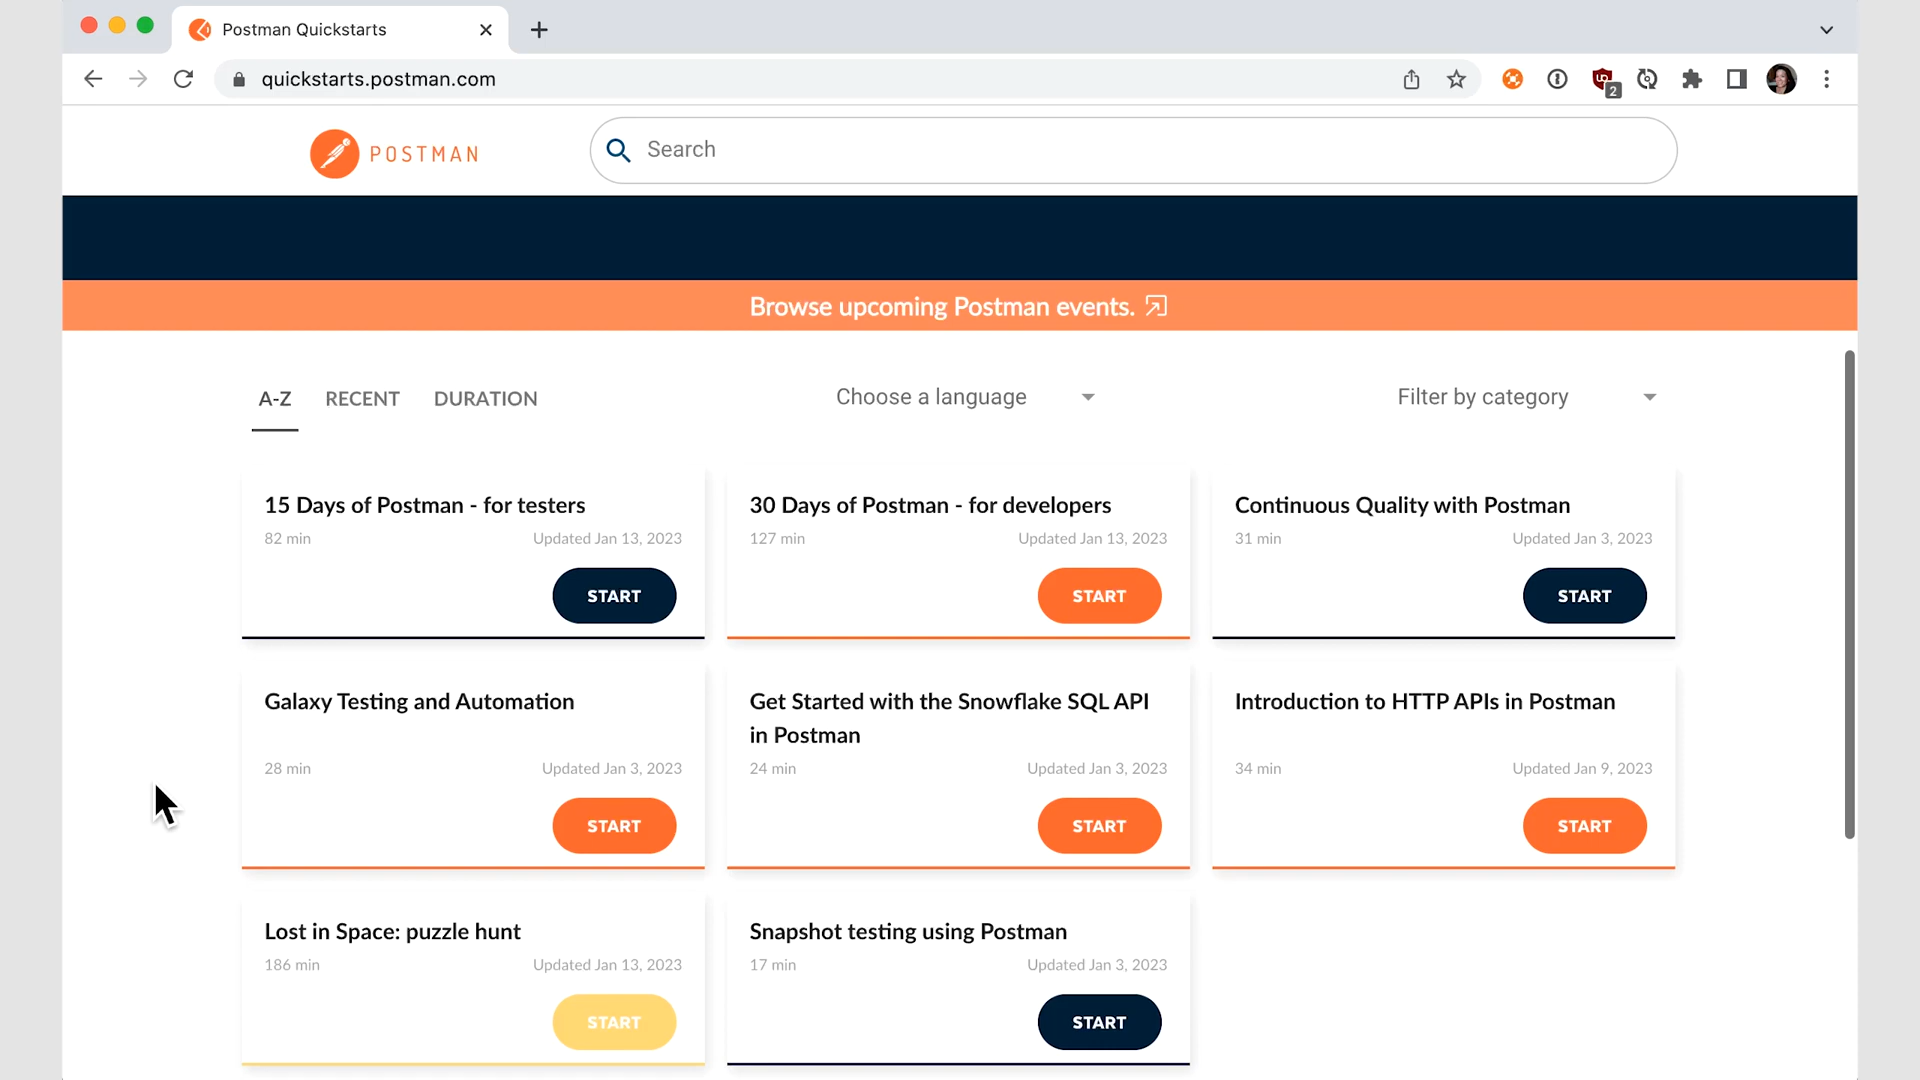 Postman Quickstarts
quickstarts.postman.com
2
POSTMAN
Search
Browse upcoming Postman events.
A-Z RECENT DURATION
Choose a language
Filter by category
15 Days of Postman - for testers
82 min
Updated Jan 13, 2023
START
30 Days of Postman - for developers
127 min
Updated Jan 13, 2023
START
Continuous Quality with Postman
31 min
Updated Jan 3, 2023
START
Galaxy Testing and Automation
28 min
Updated Jan 3, 2023
START
Get Started with the Snowflake SQL API
in Postman
24 min
Updated Jan 3, 2023
START
Introduction to HTTP APIs in Postman
34 min
Updated Jan 9, 2023
START
Lost in Space: puzzle hunt
186 min
Updated Jan 13, 2023
START
Snapshot testing using Postman
17 min
Updated Jan 3, 2023
START